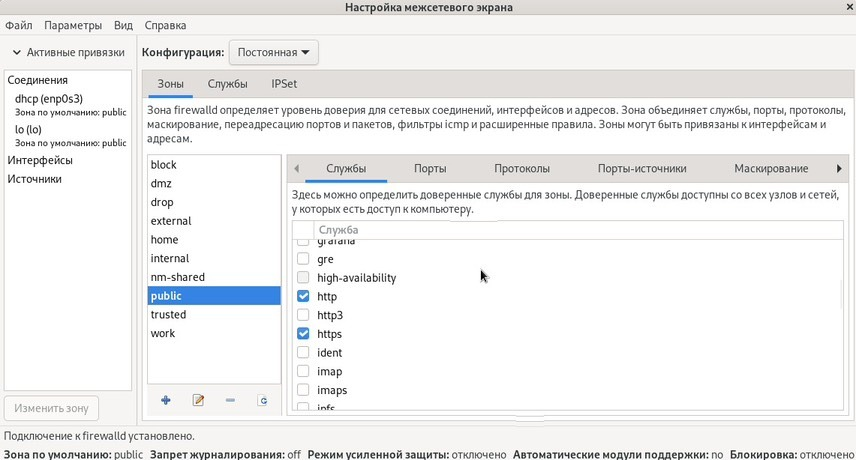 Настройка межсетевого экрана
Файл Параметры Вид Справка
Активные привязки
Соединения
dhcp (enp0s3)
Зона по умолчанию: public
lo (lo)
Зона по умолчанию: public
Интерфейсы
Источники
Изменить зону
Конфигурация: Постоянная
Зоны Службы IPSet
Зона firewalld определяет уровень доверия для сетевых соединений, интерфейсов и адресов. Зона объединяет службы, порты, протоколы,
маскирование, переадресацию портов и пакетов, фильтры icmp и расширенные правила. Зоны могут быть привязаны к интерфейсам и
адресам.
block
dmz
drop
external
home
internal
nm-shared
public
trusted
work
Службы Порты Протоколы Порты-источники Маскирование
Здесь можно определить доверенные службы для зоны. Доверенные службы доступны со всех узлов и сетей,
у которых есть доступ к компьютеру.
Служба
grafana
gre
high-availability
http
http3
https
ident
imap
imaps
ipfs
Подключение к firewalld установлено.
Зона по умолчанию: public Запрет журналирования: off Режим усиленной защиты: отключено Автоматические модули поддержки: no Блокировка: отключено